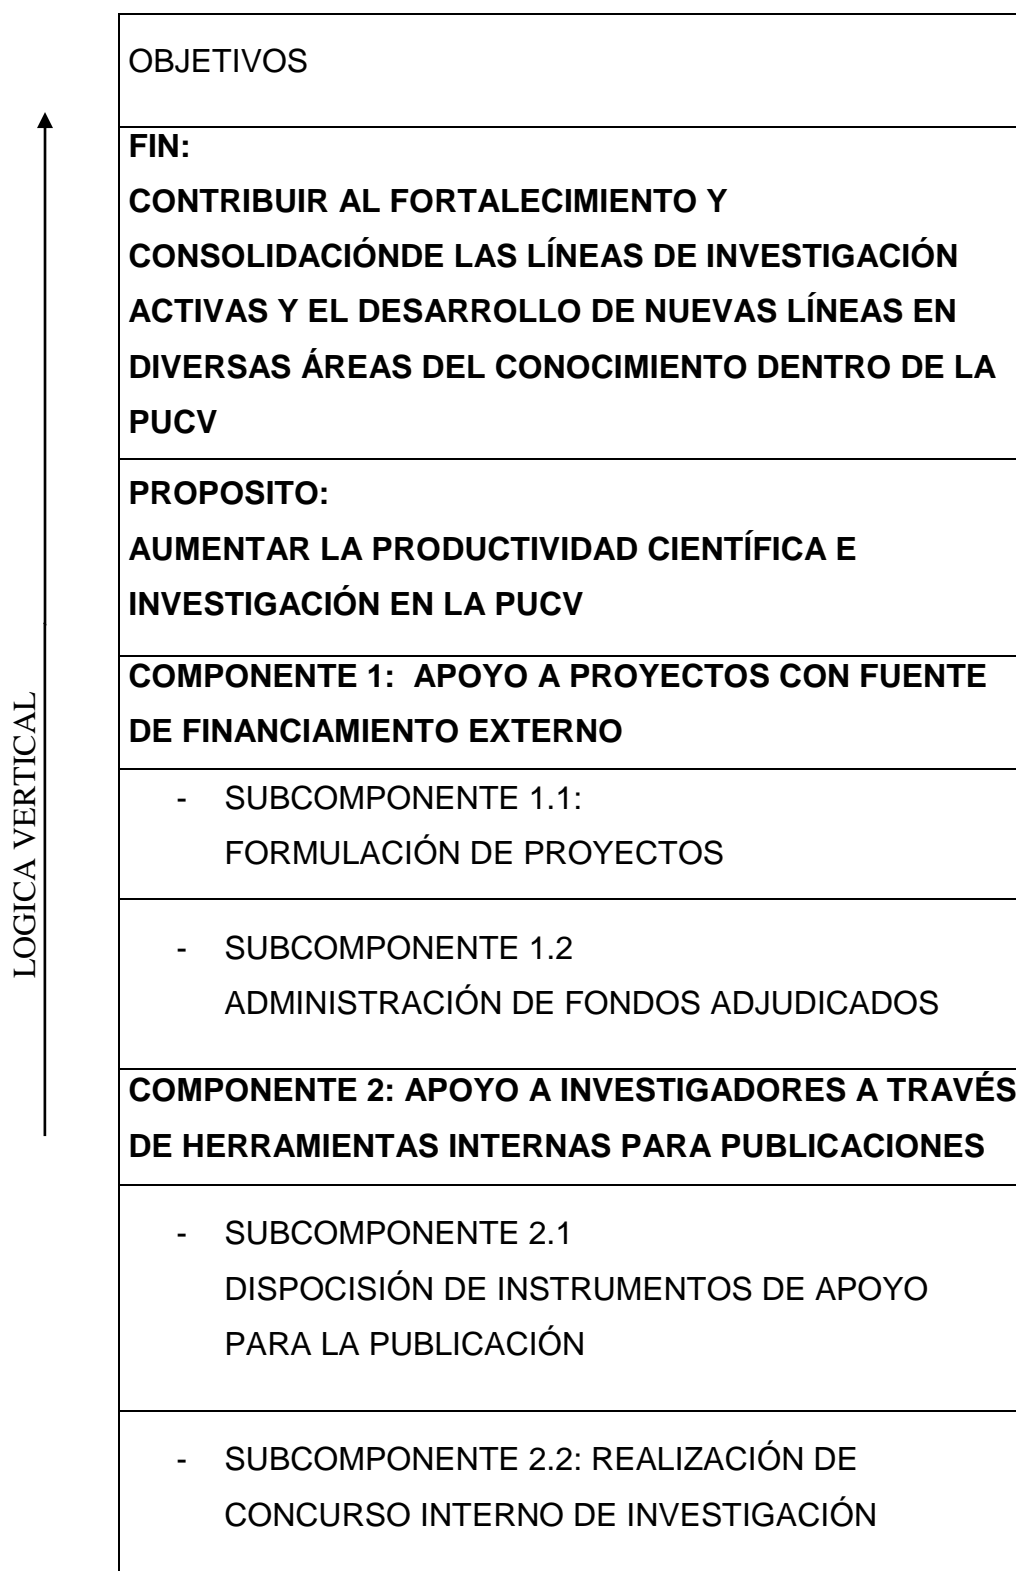 OBJETIVOS
FIN:
CONTRIBUIR AL FORTALECIMIENTO Y
CONSOLIDACIÓNDE LAS LÍNEAS DE INVESTIGACIÓN
ACTIVAS Y EL DESARROLLO DE NUEVAS LÍNEAS EN
DIVERSAS ÁREAS DEL CONOCIMIENTO DENTRO DE LA
PUCV
PROPOSITO:
AUMENTAR LA PRODUCTIVIDAD CIENTÍFICA E
INVESTIGACIÓN EN LA PUCV
COMPONENTE 1: APOYO A PROYECTOS CON FUENTE
DE FINANCIAMIENTO EXTERNO
- SUBCOMPONENTE 1.1:
FORMULACIÓN DE PROYECTOS
- SUBCOMPONENTE 1.2
ADMINISTRACIÓN DE FONDOS ADJUDICADOS
COMPONENTE 2: APOYO A INVESTIGADORES A TRAVÉS
DE HERRAMIENTAS INTERNAS PARA PUBLICACIONES
- SUBCOMPONENTE 2.1
DISPOCISIÓN DE INSTRUMENTOS DE APOYO
PARA LA PUBLICACIÓN
- SUBCOMPONENTE 2.2: REALIZACIÓN DE
CONCURSO INTERNO DE INVESTIGACIÓN
LOGICA VERTICAL